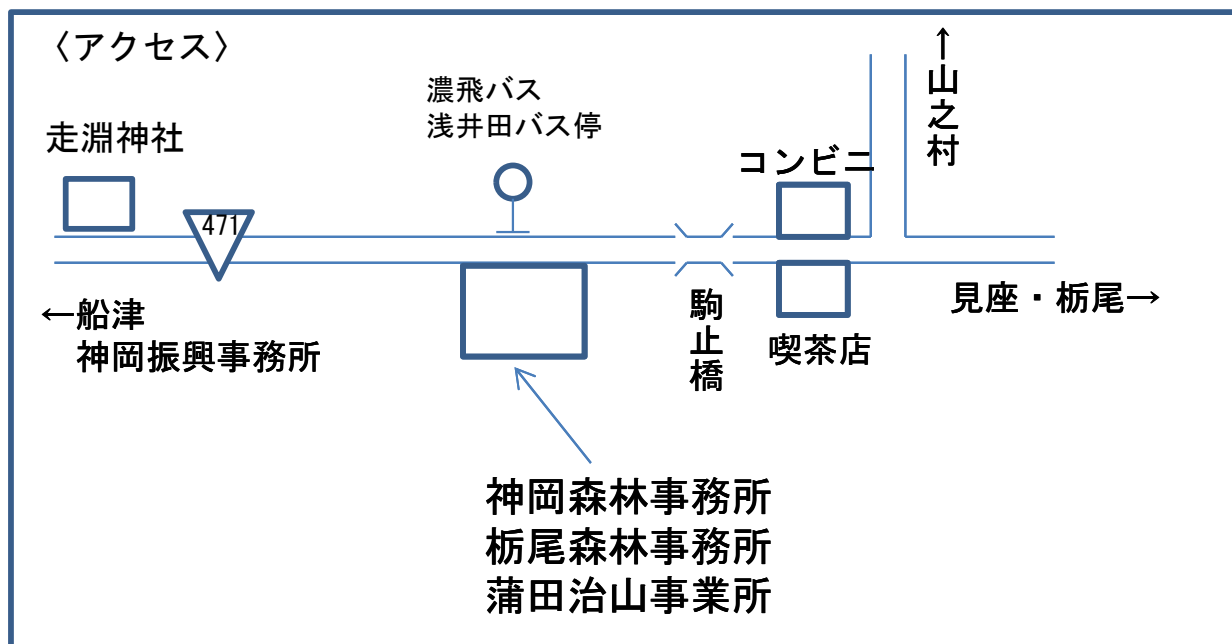 〈アクセス〉
濃飛バス
浅井田バス停
走淵神社
コンビニ
↑山之村
471
←船津
神岡振興事務所
駒止橋
喫茶店
見座・栃尾→
神岡森林事務所
栃尾森林事務所
蒲田治山事業所